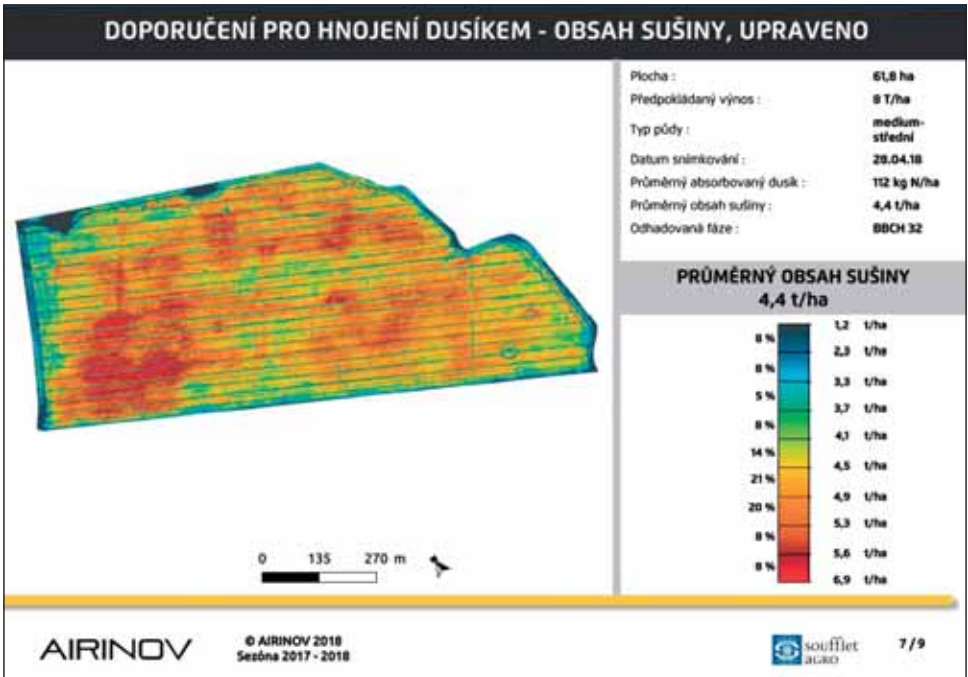 DOPORUČENÍ PRO HNOJENÍ DUSÍKEM - OBSAH SUŠINY, UPRAVENO
Plocha : 61,8 ha
Předpokládaný výnos : 8 T/ha
Typ půdy : medium-
střední
Datum snímkování : 28.04.18
Průměrný absorbovaný dusík : 112 kg N/ha
Průměrný obsah sušiny : 4,4 t/ha
Odhadovaná fáze : BBCH 32
PRŮMĚRNÝ OBSAH SUŠINY
4,4 t/ha
1,2 t/ha
8 %
2,3 t/ha
8 %
3,3 t/ha
5 %
3,7 t/ha
8 %
4,1 t/ha
14 %
4,5 t/ha
21 %
4,9 t/ha
20 %
5,3 t/ha
8 %
5,6 t/ha
8 %
6,9 t/ha
0 135 270 m
AIRINOV
© AIRINOV 2018
Sezóna 2017 - 2018
soufflet
AGRO
7/9